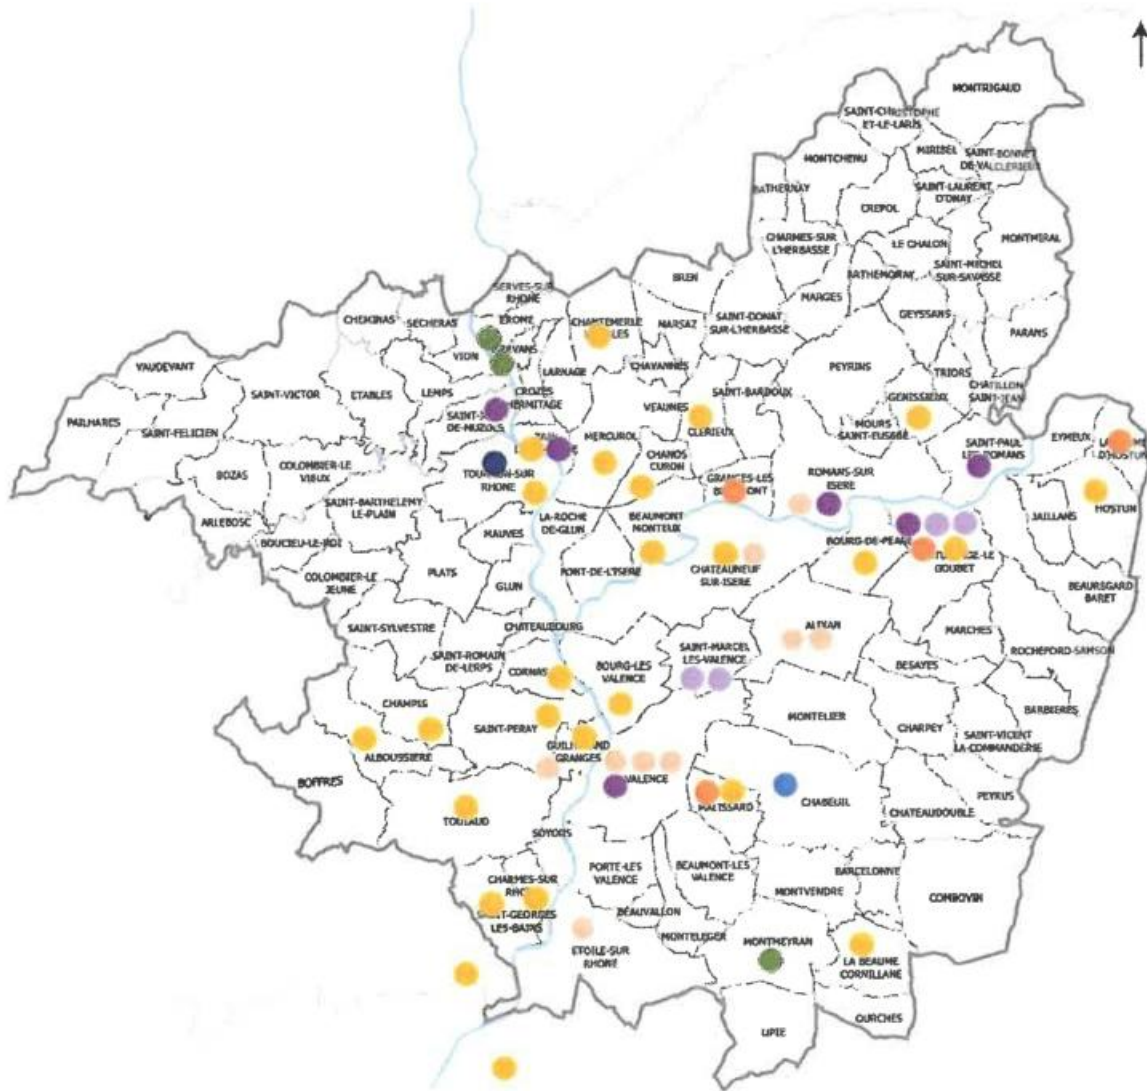 MONTRIGAUD
SAINT-CHRISTOPHE
ET-LE-LARIS
MONTCHENU
MIRIBEL
SAINT-BONNET
DE-VALCLERIEUX
BATHERNAY
SAINT-LAURENT
D'ONAY
CREPOL
CHARMES-SUR
L'HERBASSE
LE CHALON
MONTMIRAL
SAINT-MICHEL
SUR-SAVASSE
ARTHEMONAY
BREN
SERVES-SUR
RHONE
MARGES
GEYSSANS
PARANS
CHEMINAS
SECHERAS
EROME
MARSAZ
SAINT-DONAT
SUR-L'HERBASSE
VION
LARNAGE
CHAVANNES
PEYRINS
TRIORS
VAUDEVANT
SAINT-VICTOR
ETABLES
LEMPS
CROZES
HERMITAGE
SAINT-BARDOUX
CHATILLON
SAINT-JEAN
GENISSIEUX
PAILHARES
SAINT-FELICIEN
DE-MUZOLS
VEAUNES
CLERIEUX
MOURS
SAINT-EUSEBE
MERCUROL
SAINT-PAUL
LES-ROMANS
EYMEUX
D'HOSTUN
BOZAS
COLOMBIER-LE
VIEUX
CHANOS
CURON
ROMANS-SUR
ISERE
TOURNON-SUR
RHONE
HOSTUN
JAILLANS
SAINT-BARTHELEMY
LE-PLAIN
ARLEBOSC
LA-ROCHE
DE-GLUN
BEAUMONT
MONTEUX
BOUCIEU-LE-ROI
MAUVES
BOURG-DE-PEAGE
COLOMBIER-LE
JEUNE
PLATS
GLUN
PONT-DE-L'ISERE
CHATEAUNEUF
SUR-ISERE
BEAUREGARD
BARET
SAINT-SYLVESTRE
CHATEAUBOURG
ALIXAN
MARCHES
SAINT-ROMAIN
DE-LERPS
CORNAS
BOURG-LES
VALENCE
SAINT-MARCEL
LES-VALENCE
BESAYES
ROCHEFORD-SAMSON
CHAMPIS
SAINT-PERAY
MONTELIER
CHARPEY
BARBIERES
SAINT-VICENT
LA-COMMANDERIE
ALBOUSSIERE
GRANGES
BOFFRES
VALENCE
MALISSARD
CHABEUIL
PEYRUS
CHATEAUDOUBLE
TOULAUD
SOYONS
PORTE-LES
VALENCE
BEAUMONT-LES
VALENCE
BARCELONNE
MONTVENDRE
COMBOVIN
CHARMES-SUR
SAINT-GEORGES
LES-BAINS
BEAUVALLON
MONTELEGER
ETOILE-SUR
RHONE
MONTMEYRAN
LA BEAUME
CORNILLANE
OURCHES
UPIE